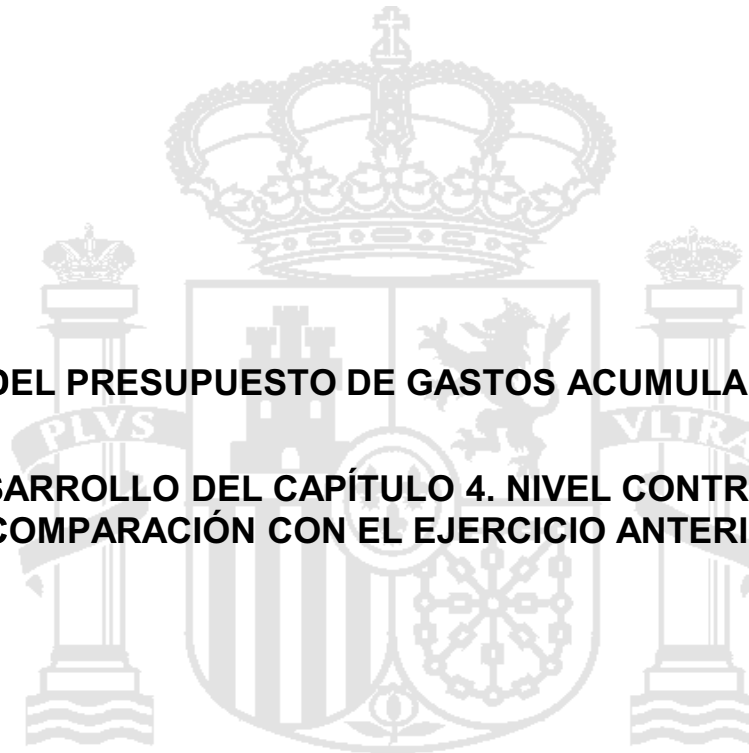 DEL PRESUPUESTO DE GASTOS ACUMULA
SARROLLO DEL CAPÍTULO 4. NIVEL CONTR
COMPARACIÓN CON EL EJERCICIO ANTERI
PLVS
VLTRA